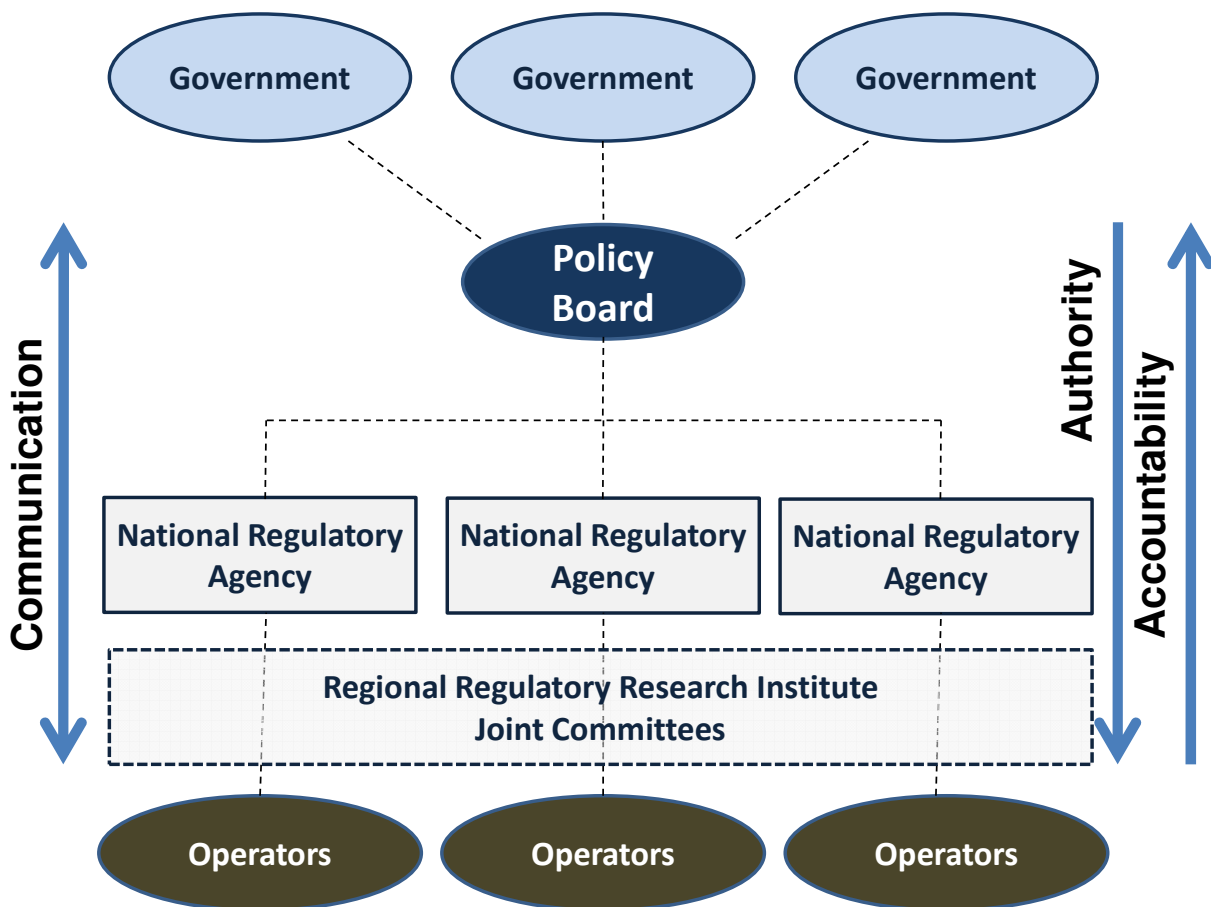 Government
Government
Government
Policy
Board
Communication
Authority
Accountability
National Regulatory
Agency
National Regulatory
Agency
National Regulatory
Agency
Regional Regulatory Research Institute
Joint Committees
Operators
Operators
Operators